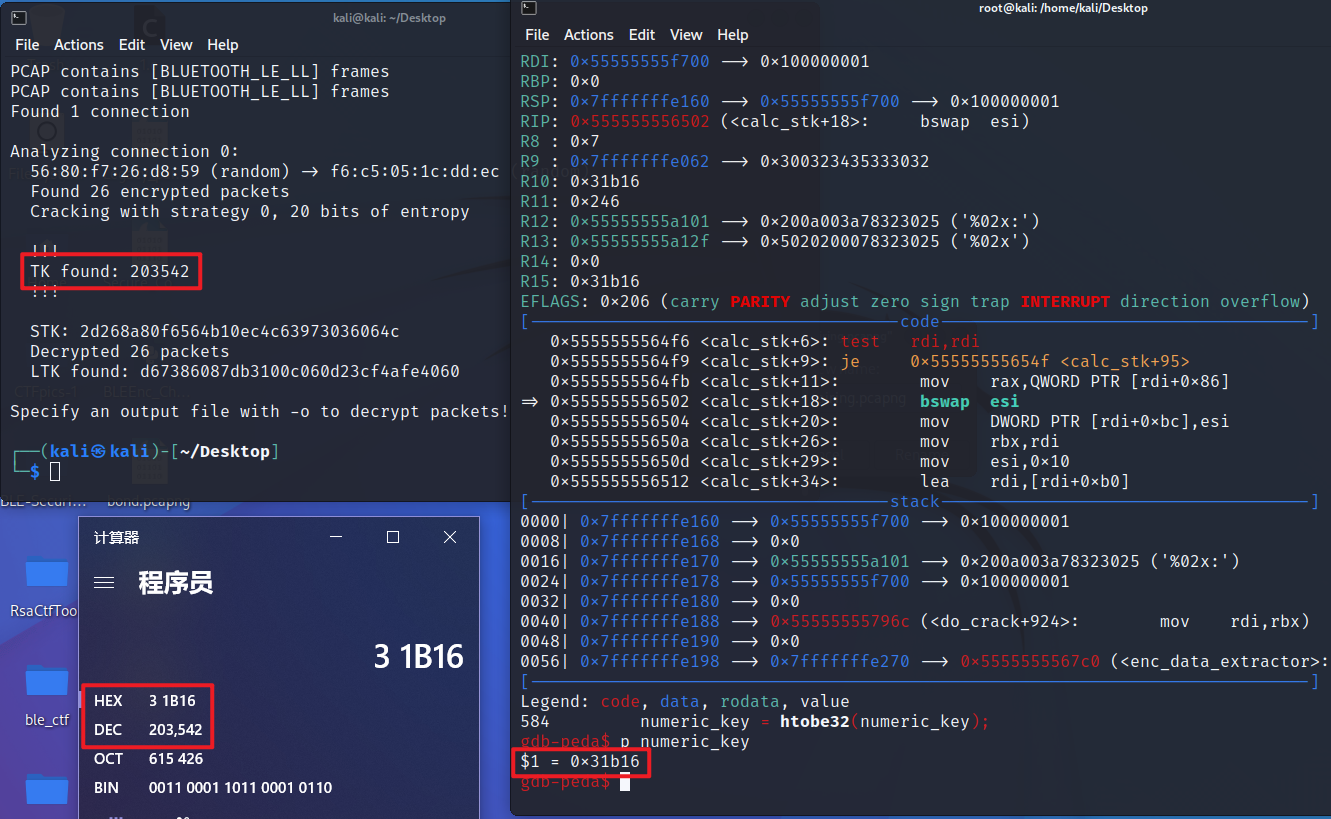 kali@kali: ~/Desktop
File Actions Edit View Help
PCAP contains [BLUETOOTH_LE_LL] frames
PCAP contains [BLUETOOTH_LE_LL] frames
Found 1 connection
Analyzing connection 0:
56:80:f7:26:d8:59 (random) → f6:c5:05:1c:dd:ec
Found 26 encrypted packets
Cracking with strategy 0, 20 bits of entropy
!!!
TK found: 203542
!!!
STK: 2d268a80f6564b10ec4c63973036064c
Decrypted 26 packets
LTK found: d67386087db3100c060d23cf4afe4060
Specify an output file with -o to decrypt packets!
┌──(kali㉿kali)-[~/Desktop]
└─$
bond.pcapng
RsaCtfToo
ble_ctf
计算器
程序员
3 1B16
HEX 3 1B16
DEC 203,542
OCT 615 426
BIN 0011 0001 1011 0001 0110
root@kali: /home/kali/Desktop
File Actions Edit View Help
RDI: 0×55555555f700 ⟶ 0×100000001
RBP: 0×0
RSP: 0×7fffffffe160 ⟶ 0×55555555f700 ⟶ 0×100000001
RIP: 0×555555556502 (<calc_stk+18>: bswap esi)
R8 : 0×7
R9 : 0×7fffffffe062 ⟶ 0×300323435333032
R10: 0×31b16
R11: 0×246
R12: 0×55555555a101 ⟶ 0×200a003a78323025 ('%02x:')
R13: 0×55555555a12f ⟶ 0×5020200078323025 ('%02x')
R14: 0×0
R15: 0×31b16
EFLAGS: 0×206 (carry PARITY adjust zero sign trap INTERRUPT direction overflow)
[ code ]
0×5555555564f6 <calc_stk+6>: test rdi,rdi
0×5555555564f9 <calc_stk+9>: je 0×55555555654f <calc_stk+95>
0×5555555564fb <calc_stk+11>: mov rax,QWORD PTR [rdi+0×86]
⇒ 0×555555556502 <calc_stk+18>: bswap esi
0×555555556504 <calc_stk+20>: mov DWORD PTR [rdi+0×bc],esi
0×55555555650a <calc_stk+26>: mov rbx,rdi
0×55555555650d <calc_stk+29>: mov esi,0×10
0×555555556512 <calc_stk+34>: lea rdi,[rdi+0×b0]
[ stack ]
0000| 0×7fffffffe160 ⟶ 0×55555555f700 ⟶ 0×100000001
0008| 0×7fffffffe168 ⟶ 0×0
0016| 0×7fffffffe170 ⟶ 0×55555555a101 ⟶ 0×200a003a78323025 ('%02x:')
0024| 0×7fffffffe178 ⟶ 0×55555555f700 ⟶ 0×100000001
0032| 0×7fffffffe180 ⟶ 0×0
0040| 0×7fffffffe188 ⟶ 0×55555555796c (<do_crack+924>: mov rdi,rbx)
0048| 0×7fffffffe190 ⟶ 0×0
0056| 0×7fffffffe198 ⟶ 0×7fffffffe270 ⟶ 0×5555555567c0 (<enc_data_extractor>:
[ ]
Legend: code, data, rodata, value
584 numeric_key = htobe32(numeric_key);
gdb-peda$ p numeric_key
$1 = 0×31b16
gdb-peda$